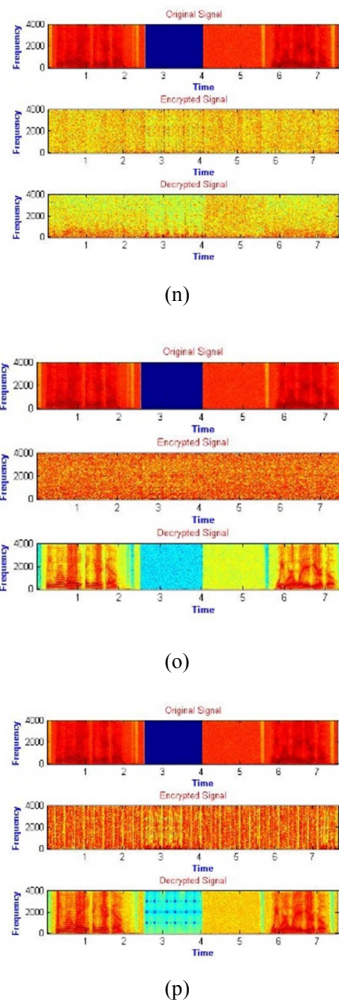 Original Signal
Frequency
4000
2000
0
1 2 3 4 5 6 7
Time
Encrypted Signal
Frequency
4000
2000
0
1 2 3 4 5 6 7
Time
Decrypted Signal
Frequency
4000
2000
0
1 2 3 4 5 6 7
Time
(n)
Original Signal
Frequency
4000
2000
0
1 2 3 4 5 6 7
Time
Encrypted Signal
Frequency
4000
2000
0
1 2 3 4 5 6 7
Time
Decrypted Signal
Frequency
4000
2000
0
1 2 3 4 5 6 7
Time
(o)
Original Signal
Frequency
4000
2000
0
1 2 3 4 5 6 7
Time
Encrypted Signal
Frequency
4000
2000
0
1 2 3 4 5 6 7
Time
Decrypted Signal
Frequency
4000
2000
0
1 2 3 4 5 6 7
Time
(p)